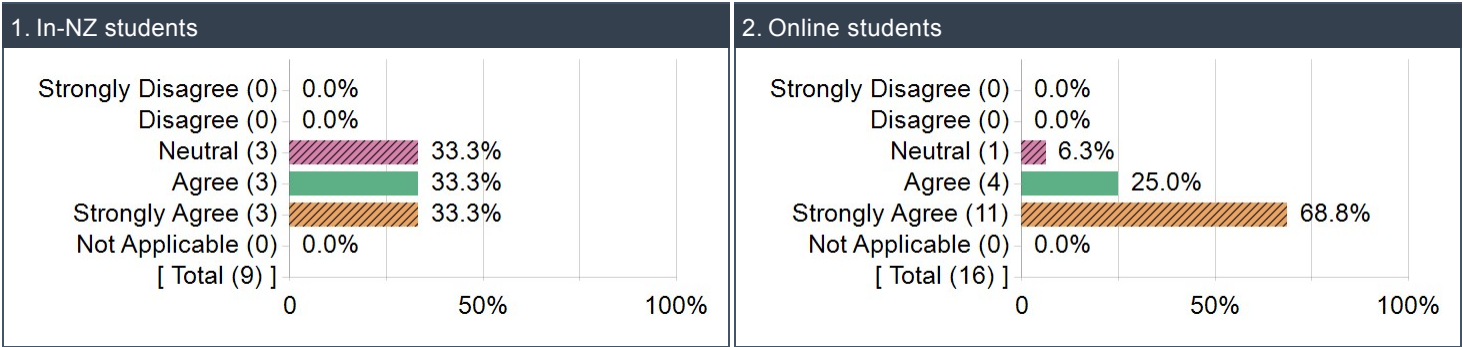 1. In-NZ students
Strongly Disagree (0) 0.0%
Disagree (0) 0.0%
Neutral (3) 33.3%
Agree (3) 33.3%
Strongly Agree (3) 33.3%
Not Applicable (0) 0.0%
[ Total (9) ]
0 50% 100%
2. Online students
Strongly Disagree (0) 0.0%
Disagree (0) 0.0%
Neutral (1) 6.3%
Agree (4) 25.0%
Strongly Agree (11) 68.8%
Not Applicable (0) 0.0%
[ Total (16) ]
0 50% 100%